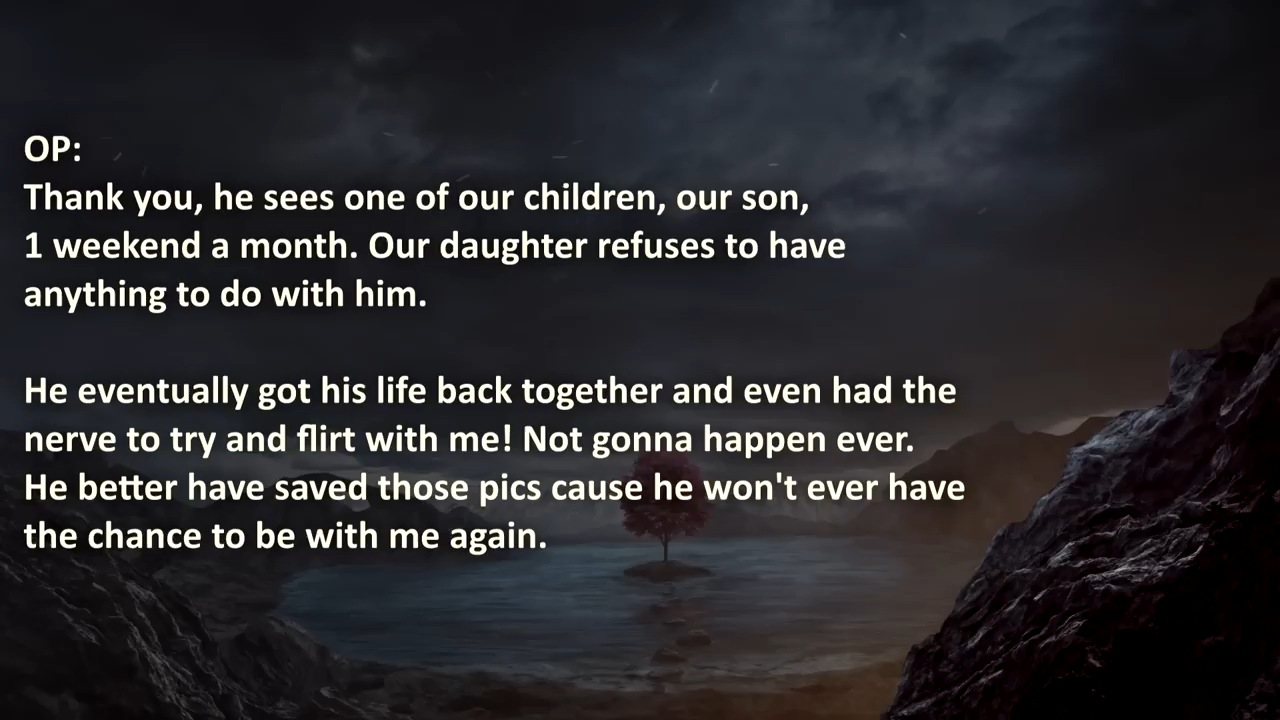 OP:
Thank you, he sees one of our children, our son,
1 weekend a month. Our daughter refuses to have
anything to do with him.
He eventually got his life back together and even had the
nerve to try and flirt with me! Not gonna happen ever.
He better have saved those pics cause he won't ever have
the chance to be with me again.